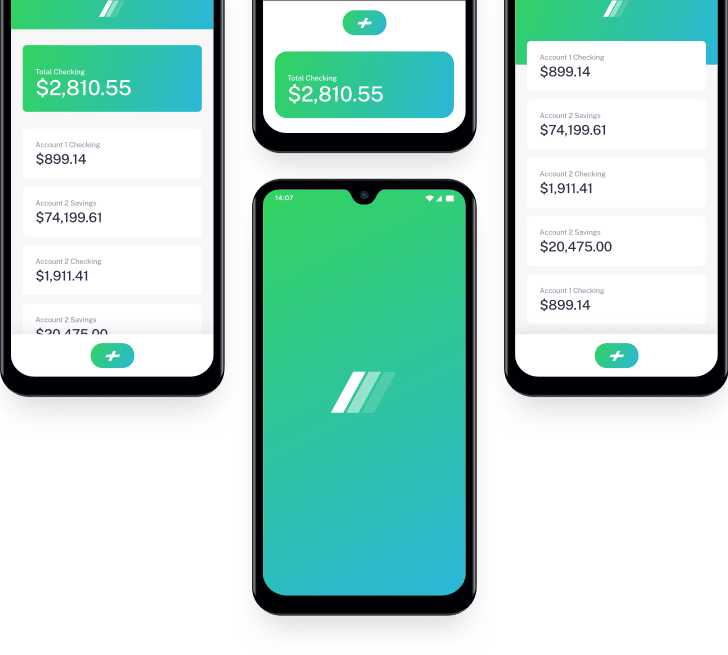 Total Checking
$2,810.55
Account 1 Checking
$899.14
Account 2 Savings
$74,199.61
Account 2 Checking
$1,911.41
Account 2 Savings
$20,475.00
Total Checking
$2,810.55
14:07
Account 1 Checking
$899.14
Account 2 Savings
$74,199.61
Account 2 Checking
$1,911.41
Account 2 Savings
$20,475.00
Account 1 Checking
$899.14